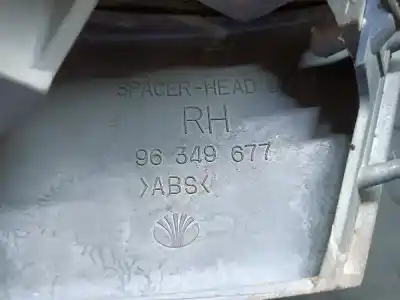 SPACER-HEAD
RH
96 349 677
>ABS<